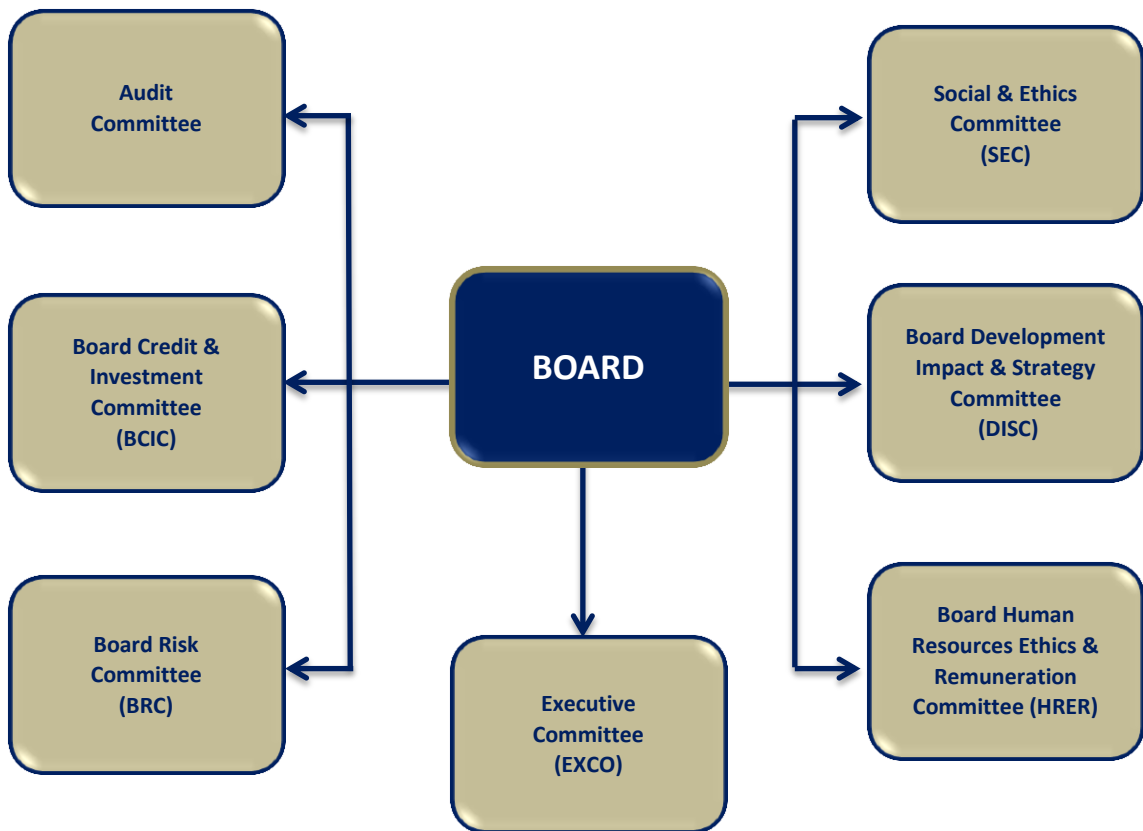 Audit
Committee
Social & Ethics
Committee
(SEC)
BOARD
Board Credit &
Investment
Committee
(BCIC)
Board Development
Impact & Strategy
Committee
(DISC)
Board Risk
Committee
(BRC)
Executive
Committee
(EXCO)
Board Human
Resources Ethics &
Remuneration
Committee (HRER)